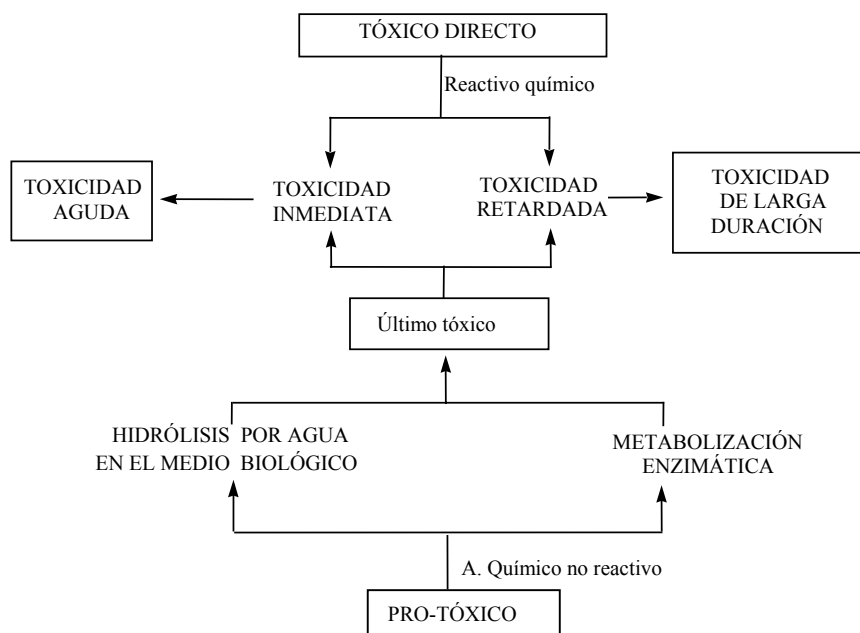 TÓXICO DIRECTO
Reactivo químico
TOXICIDAD
AGUDA
TOXICIDAD
INMEDIATA
TOXICIDAD
RETARDADA
TOXICIDAD
DE LARGA
DURACIÓN
Último tóxico
HIDRÓLISIS POR AGUA
EN EL MEDIO BIOLÓGICO
METABOLIZACIÓN
ENZIMÁTICA
A. Químico no reactivo
PRO-TÓXICO